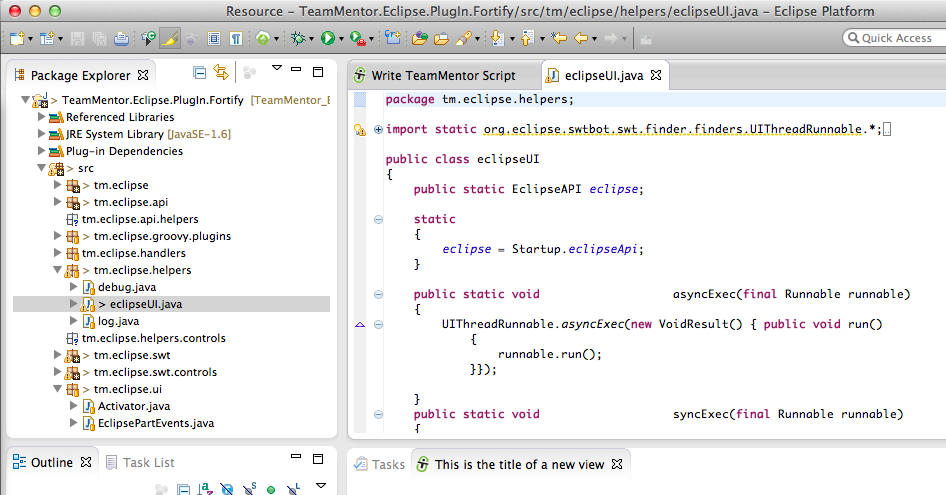 Resource – TeamMentor.Eclipse.PlugIn.Fortify/src/tm/eclipse/helpers/eclipseUI.java – Eclipse Platform
Quick Access
Package Explorer
> TeamMentor.Eclipse.PlugIn.Fortify [TeamMentor_E
Referenced Libraries
JRE System Library [JavaSE-1.6]
Plug-in Dependencies
> src
> tm.eclipse
> tm.eclipse.api
tm.eclipse.api.helpers
> tm.eclipse.groovy.plugins
tm.eclipse.handlers
> tm.eclipse.helpers
debug.java
> eclipseUI.java
log.java
tm.eclipse.helpers.controls
> tm.eclipse.swt
> tm.eclipse.swt.controls
> tm.eclipse.ui
Activator.java
EclipsePartEvents.java
Outline
Task List
Write TeamMentor Script
eclipseUI.java
package tm.eclipse.helpers;
import static org.eclipse.swtbot.swt.finder.finders.UIThreadRunnable.*;
public class eclipseUI
{
public static EclipseAPI eclipse;
static
{
eclipse = Startup.eclipseApi;
}
public static void asyncExec(final Runnable runnable)
{
UIThreadRunnable.asyncExec(new VoidResult() { public void run()
{
runnable.run();
}});
}
public static void syncExec(final Runnable runnable)
{
Tasks
This is the title of a new view